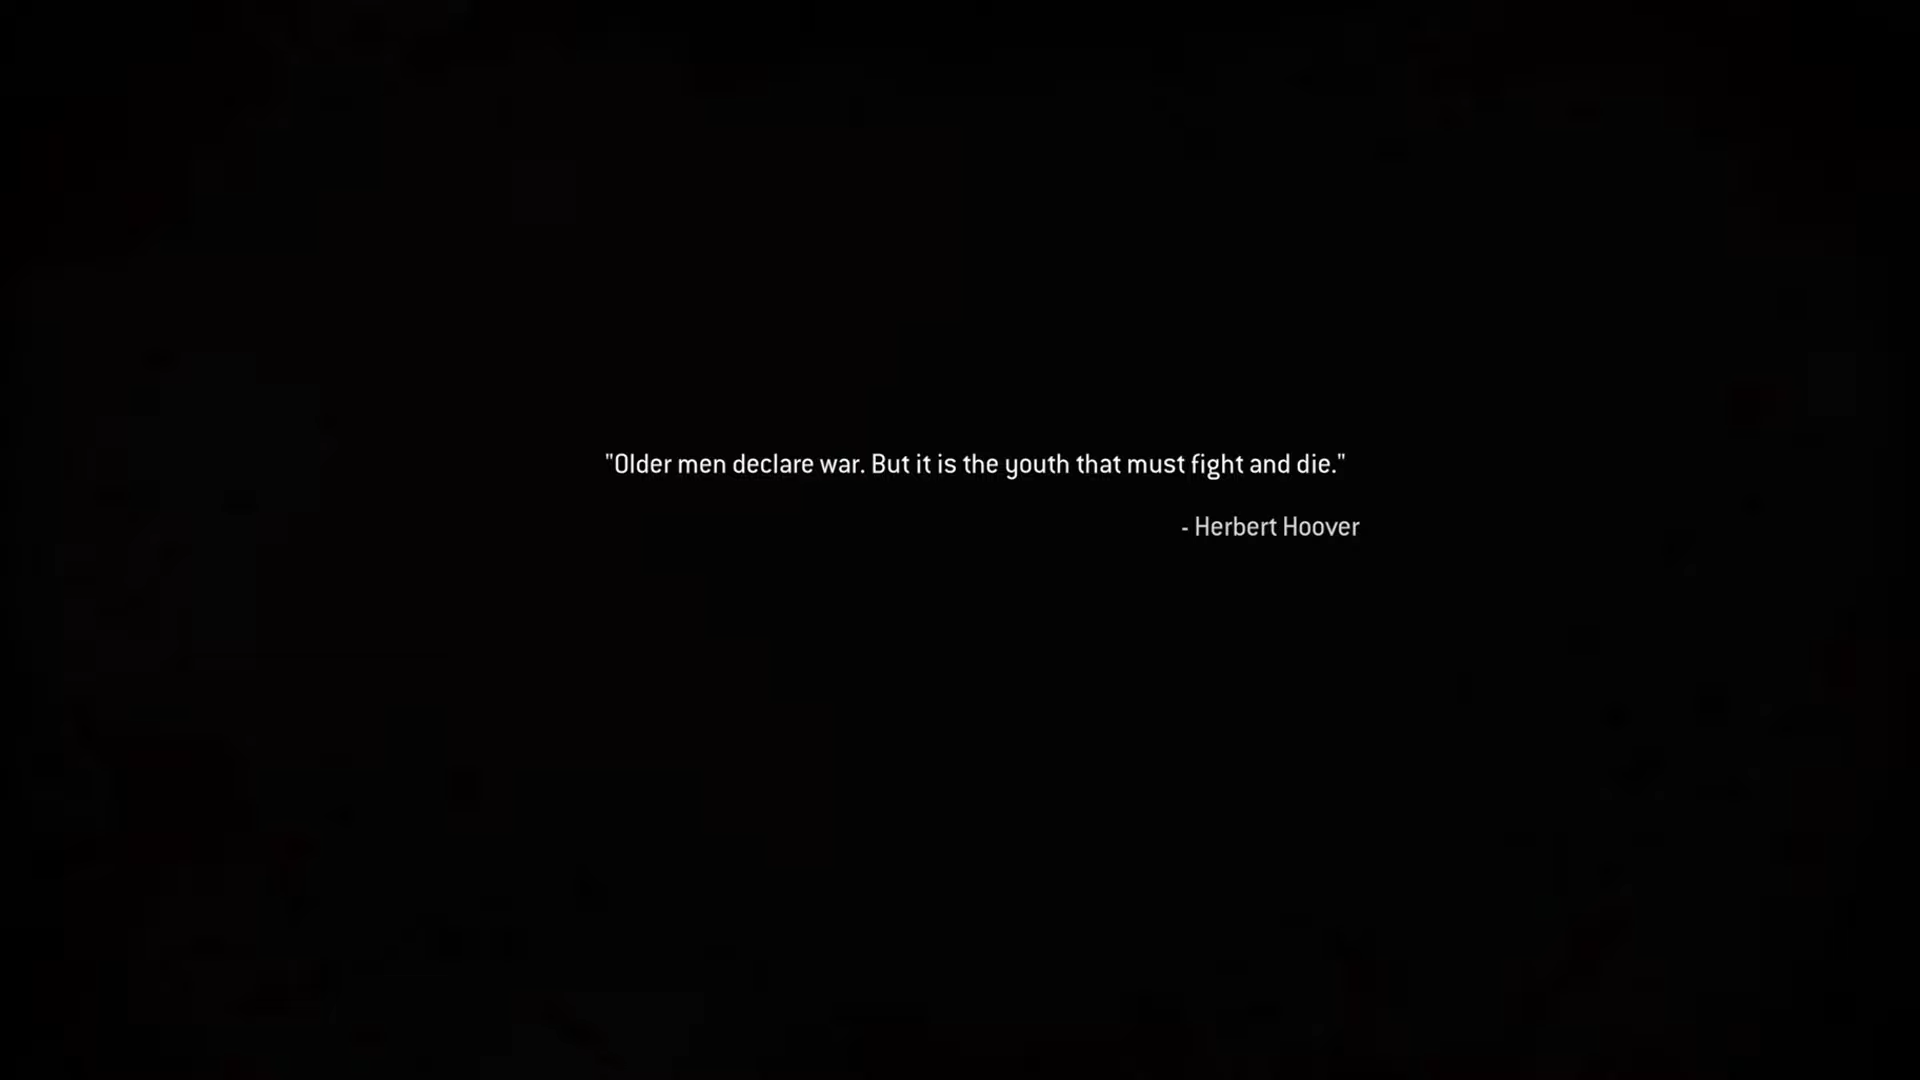 "Older men declare war. But it is the youth that must fight and die."
- Herbert Hoover